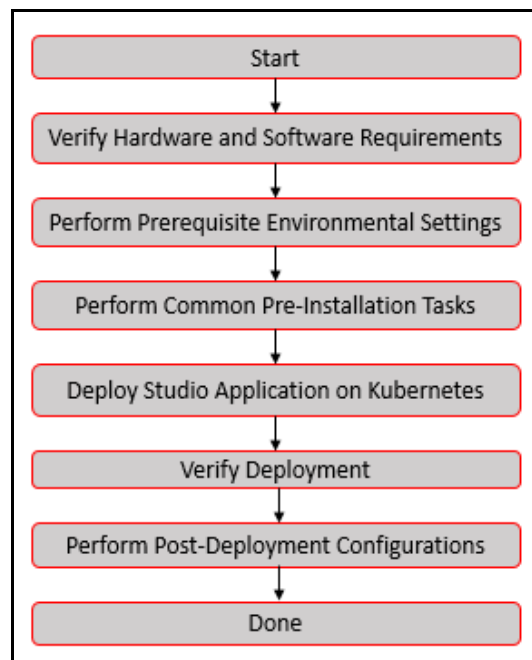 Start
Verify Hardware and Software Requirements
Perform Prerequisite Environmental Settings
Perform Common Pre-Installation Tasks
Deploy Studio Application on Kubernetes
Verify Deployment
Perform Post-Deployment Configurations
Done